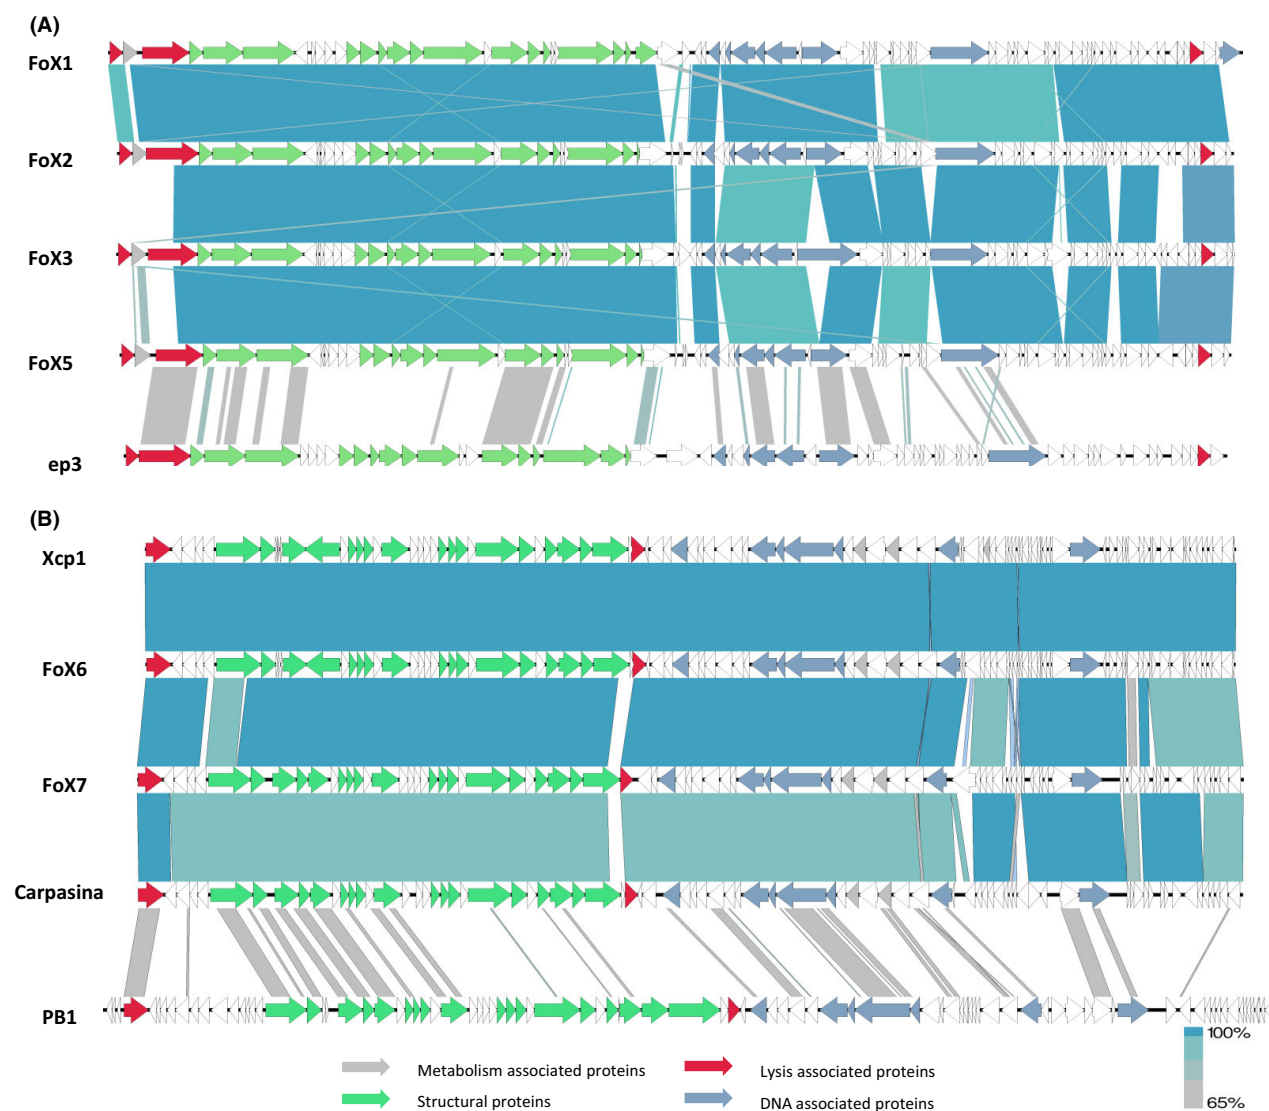 (A)
FoX1
FoX2
FoX3
FoX5
ep3
(B)
Xcp1
FoX6
FoX7
Carpasina
PB1
100%
Metabolism associated proteins
Lysis associated proteins
Structural proteins
DNA associated proteins
65%